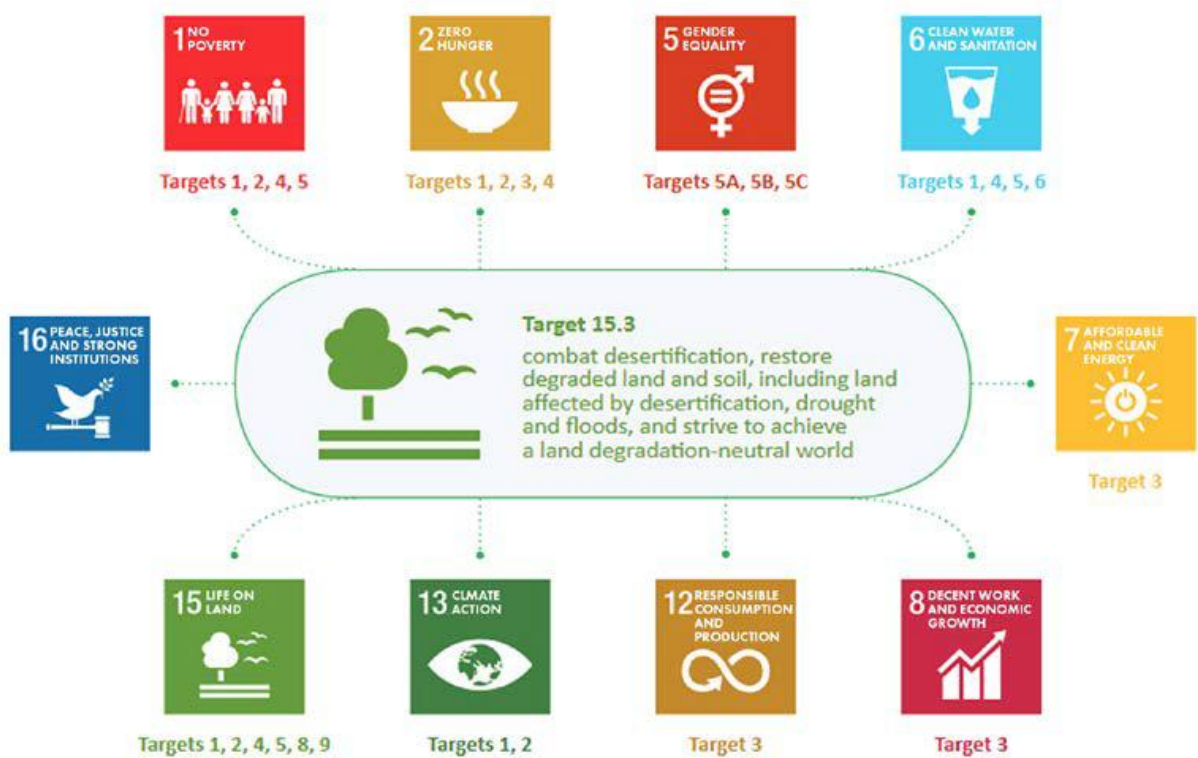 1 NO
POVERTY
2 ZERO
HUNGER
5 GENDER
EQUALITY
6 CLEAN WATER
AND SANITATION
Targets 1, 2, 4, 5
Targets 1, 2, 3, 4
Targets 5A, 5B, 5C
Targets 1, 4, 5, 6
16 PEACE, JUSTICE
AND STRONG
INSTITUTIONS
Target 15.3
combat desertification, restore
degraded land and soil, including land
affected by desertification, drought
and floods, and strive to achieve
a land degradation-neutral world
7 AFFORDABLE
AND CLEAN
ENERGY
Target 3
15 LIFE ON
LAND
13 CLMATE
ACTION
12 RESPONSIBLE
CONSUMPTION
AND
PRODUCTION
8 DECENT WORK
AND ECONOMIC
GROWTH
Targets 1, 2, 4, 5, 8, 9
Targets 1, 2
Target 3
Target 3